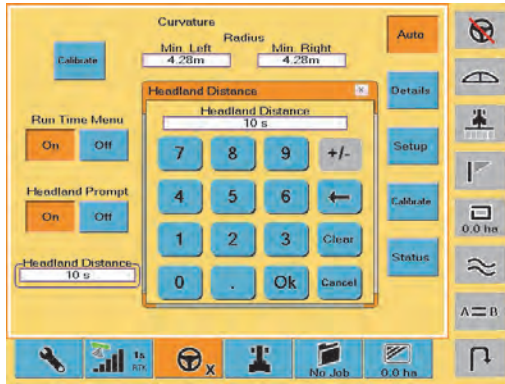 Curvature
Radius
Min. Left
Min. Right
4.28m
4.28m
Calibrate
Run Time Menu
On
Off
Headland Prompt
On
Off
Headland Distance
10 s
Headland Distance
x
Headland Distance
10 s
7
8
9
+/-
4
5
6
←
1
2
3
Clear
0
.
Ok
Cancel
Auto
Details
Setup
Calibrate
Status
0.0 ha
A=B
1s
RTK
X
No Job
0.0 ha